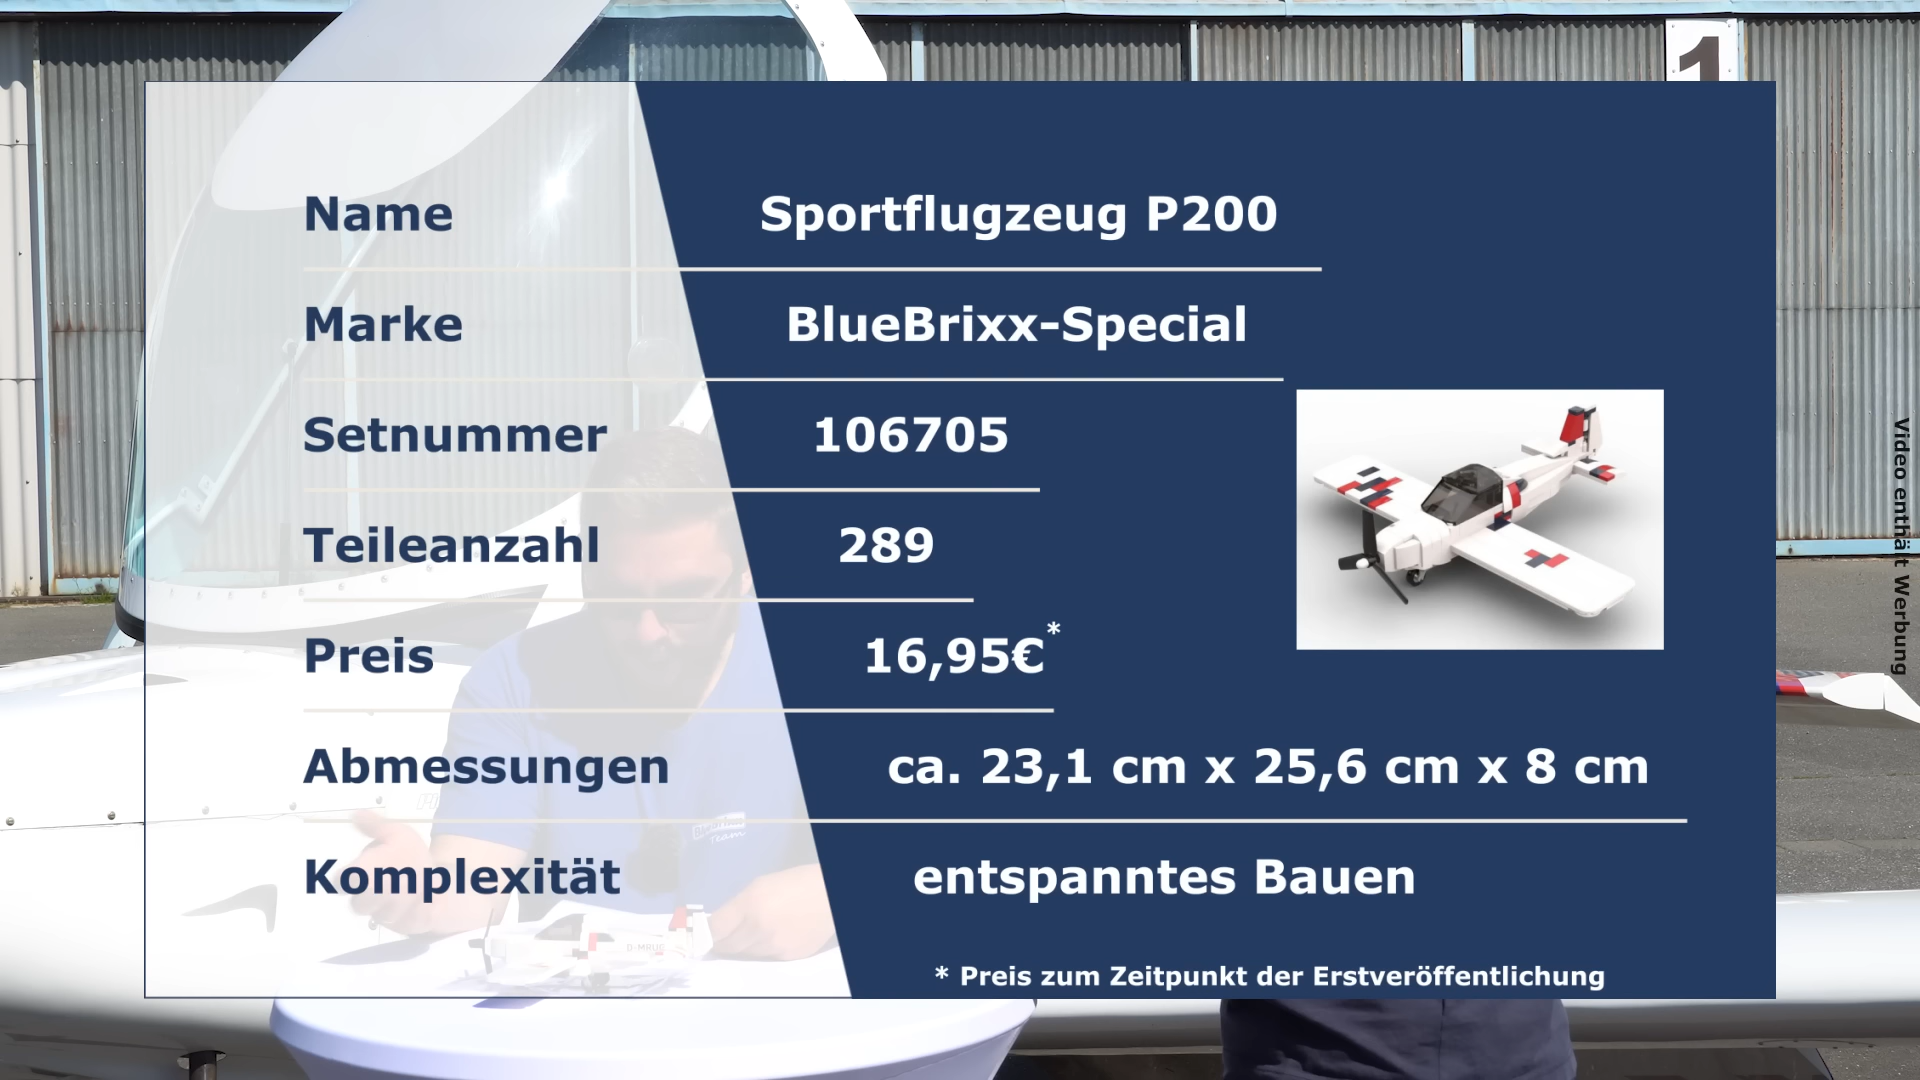 1
Name Sportflugzeug P200
Marke BlueBrixx-Special
Setnummer 106705
Teileanzahl 289
Preis 16,95€*
Abmessungen ca. 23,1 cm x 25,6 cm x 8 cm
Komplexität entspanntes Bauen
* Preis zum Zeitpunkt der Erstveröffentlichung
Video enthält Werbung
Team